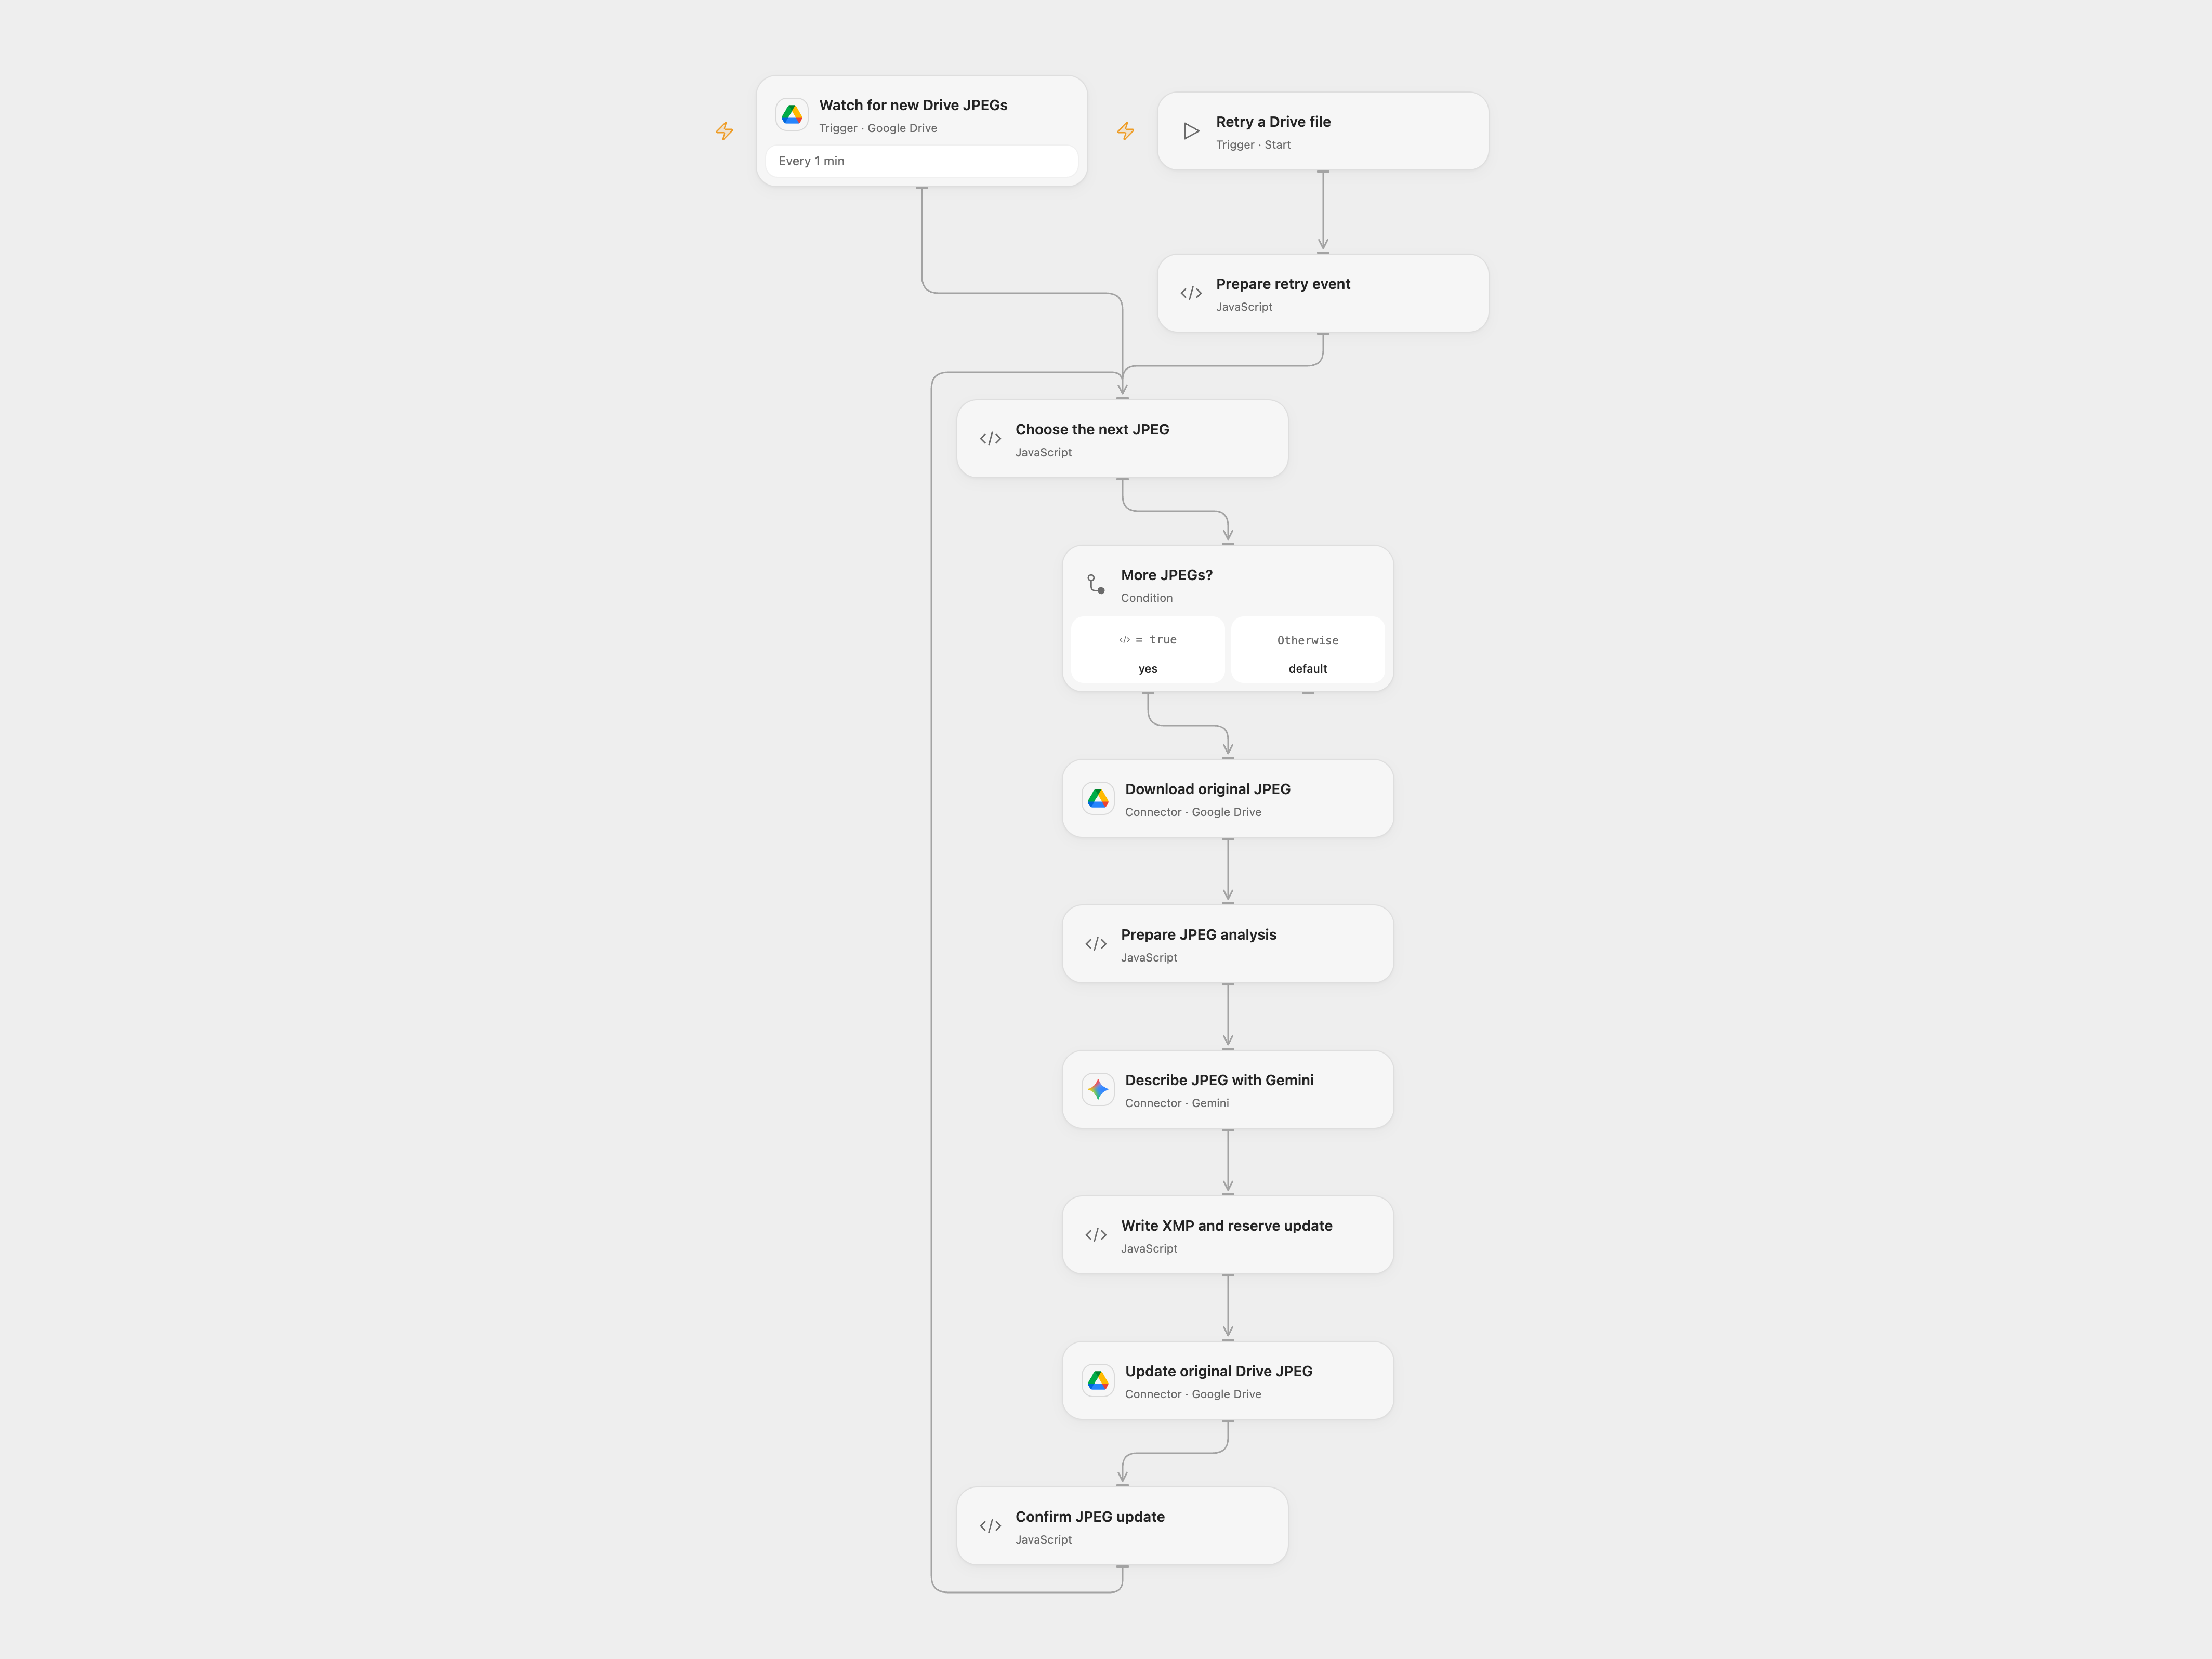 Watch for new Drive JPEGs
Trigger · Google Drive
Every 1 min
Retry a Drive file
Trigger · Start
Prepare retry event
JavaScript
Choose the next JPEG
JavaScript
More JPEGs?
Condition
</> = true
yes
Otherwise
default
Download original JPEG
Connector · Google Drive
Prepare JPEG analysis
JavaScript
Describe JPEG with Gemini
Connector · Gemini
Write XMP and reserve update
JavaScript
Update original Drive JPEG
Connector · Google Drive
Confirm JPEG update
JavaScript